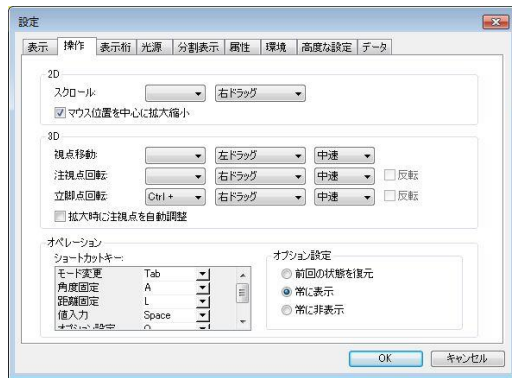 設定
表示 操作 表示桁 光源 分割表示 属性 環境 高度な設定 データ
2D
スクロール: 右ドラッグ
マウス位置を中心に拡大縮小
3D
視点移動: 左ドラッグ 中速
注視点回転: 右ドラッグ 中速 反転
立脚点回転: Ctrl + 右ドラッグ 中速 反転
拡大時に注視点を自動調整
オペレーション
ショートカットキー:
モード変更 Tab
角度固定 A
距離固定 L
値入力 Space
オプション設定 O
オプション設定
前回の状態を復元
常に表示
常に非表示
OK キャンセル